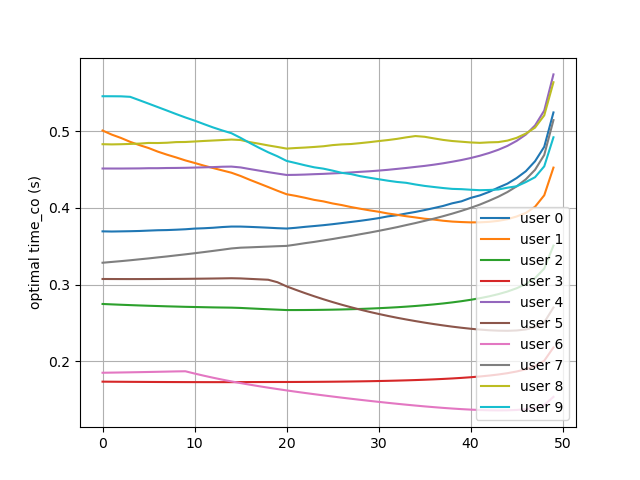 optimal time_co (s)
0.5
0.4
0.3
0.2
0
10
20
30
40
50
user 0
user 1
user 2
user 3
user 4
user 5
user 6
user 7
user 8
user 9